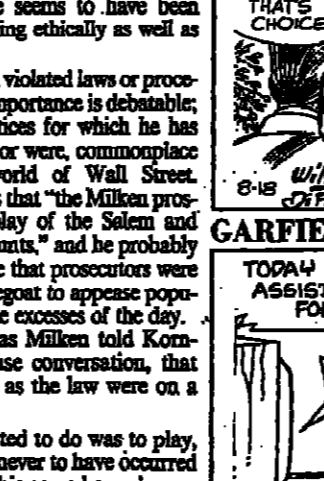 seems to have been
ing ethically as well as
violated laws or proce-
mportance is debatable;
ices for which he has
or were, commonplace
orld of Wall Street.
s that "the Milken pros-
play of the Salem and
unts," and he probably
e that prosecutors were
egoat to appease popu-
e excesses of the day.
as Milken told Korn-
use conversation, that
as the law were on a
ted to do was to play,
never to have occurred
THAT'S
CHOICE
8-18
GARFIE
TODAY
ASSIST
FO